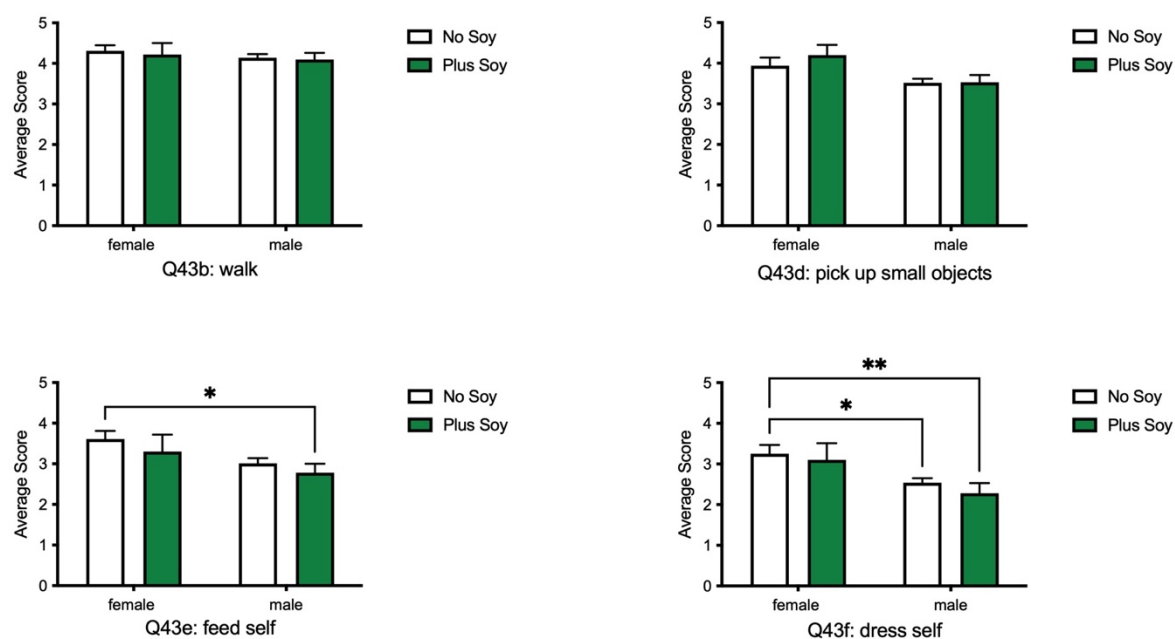 5
4
3
2
1
0
Average Score
female
male
Q43b: walk
No Soy
Plus Soy
5
4
3
2
1
0
Average Score
female
male
Q43d: pick up small objects
No Soy
Plus Soy
5
4
3
2
1
0
Average Score
*
female
male
Q43e: feed self
No Soy
Plus Soy
5
4
3
2
1
0
Average Score
**
*
female
male
Q43f: dress self
No Soy
Plus Soy